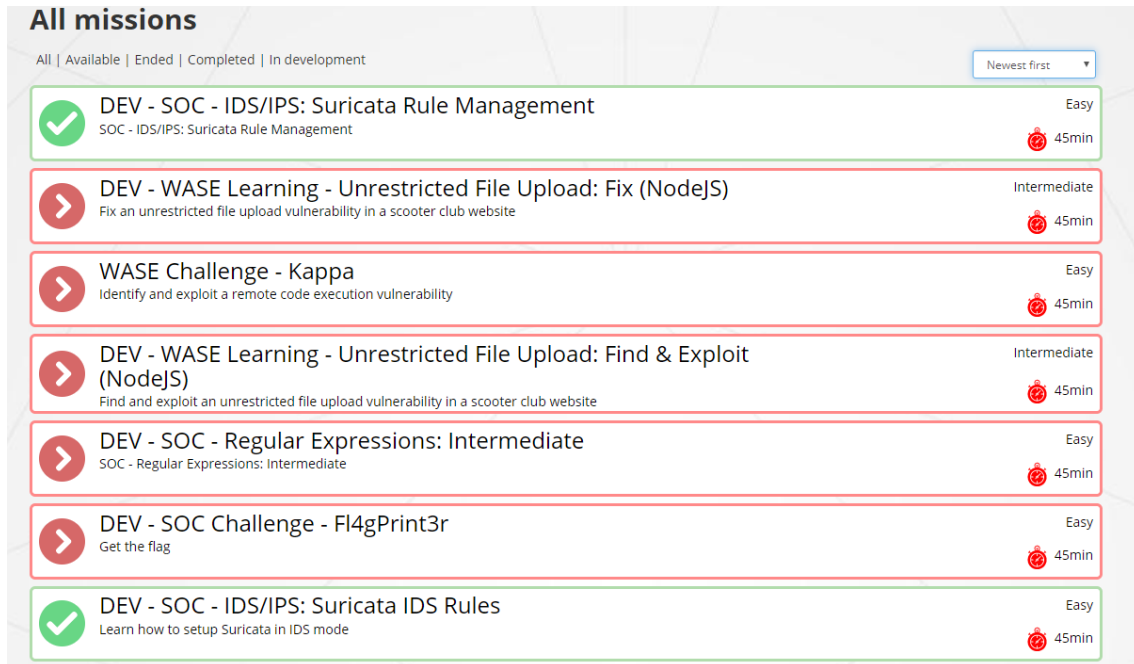 All missions
All | Available | Ended | Completed | In development
Newest first
DEV - SOC - IDS/IPS: Suricata Rule Management
Easy
SOC - IDS/IPS: Suricata Rule Management
45min
DEV - WASE Learning - Unrestricted File Upload: Fix (NodeJS)
Intermediate
Fix an unrestricted file upload vulnerability in a scooter club website
45min
WASE Challenge - Kappa
Easy
Identify and exploit a remote code execution vulnerability
45min
DEV - WASE Learning - Unrestricted File Upload: Find & Exploit
Intermediate
(NodeJS)
Find and exploit an unrestricted file upload vulnerability in a scooter club website
45min
DEV - SOC - Regular Expressions: Intermediate
Easy
SOC - Regular Expressions: Intermediate
45min
DEV - SOC Challenge - Fl4gPrint3r
Easy
Get the flag
45min
DEV - SOC - IDS/IPS: Suricata IDS Rules
Easy
Learn how to setup Suricata in IDS mode
45min